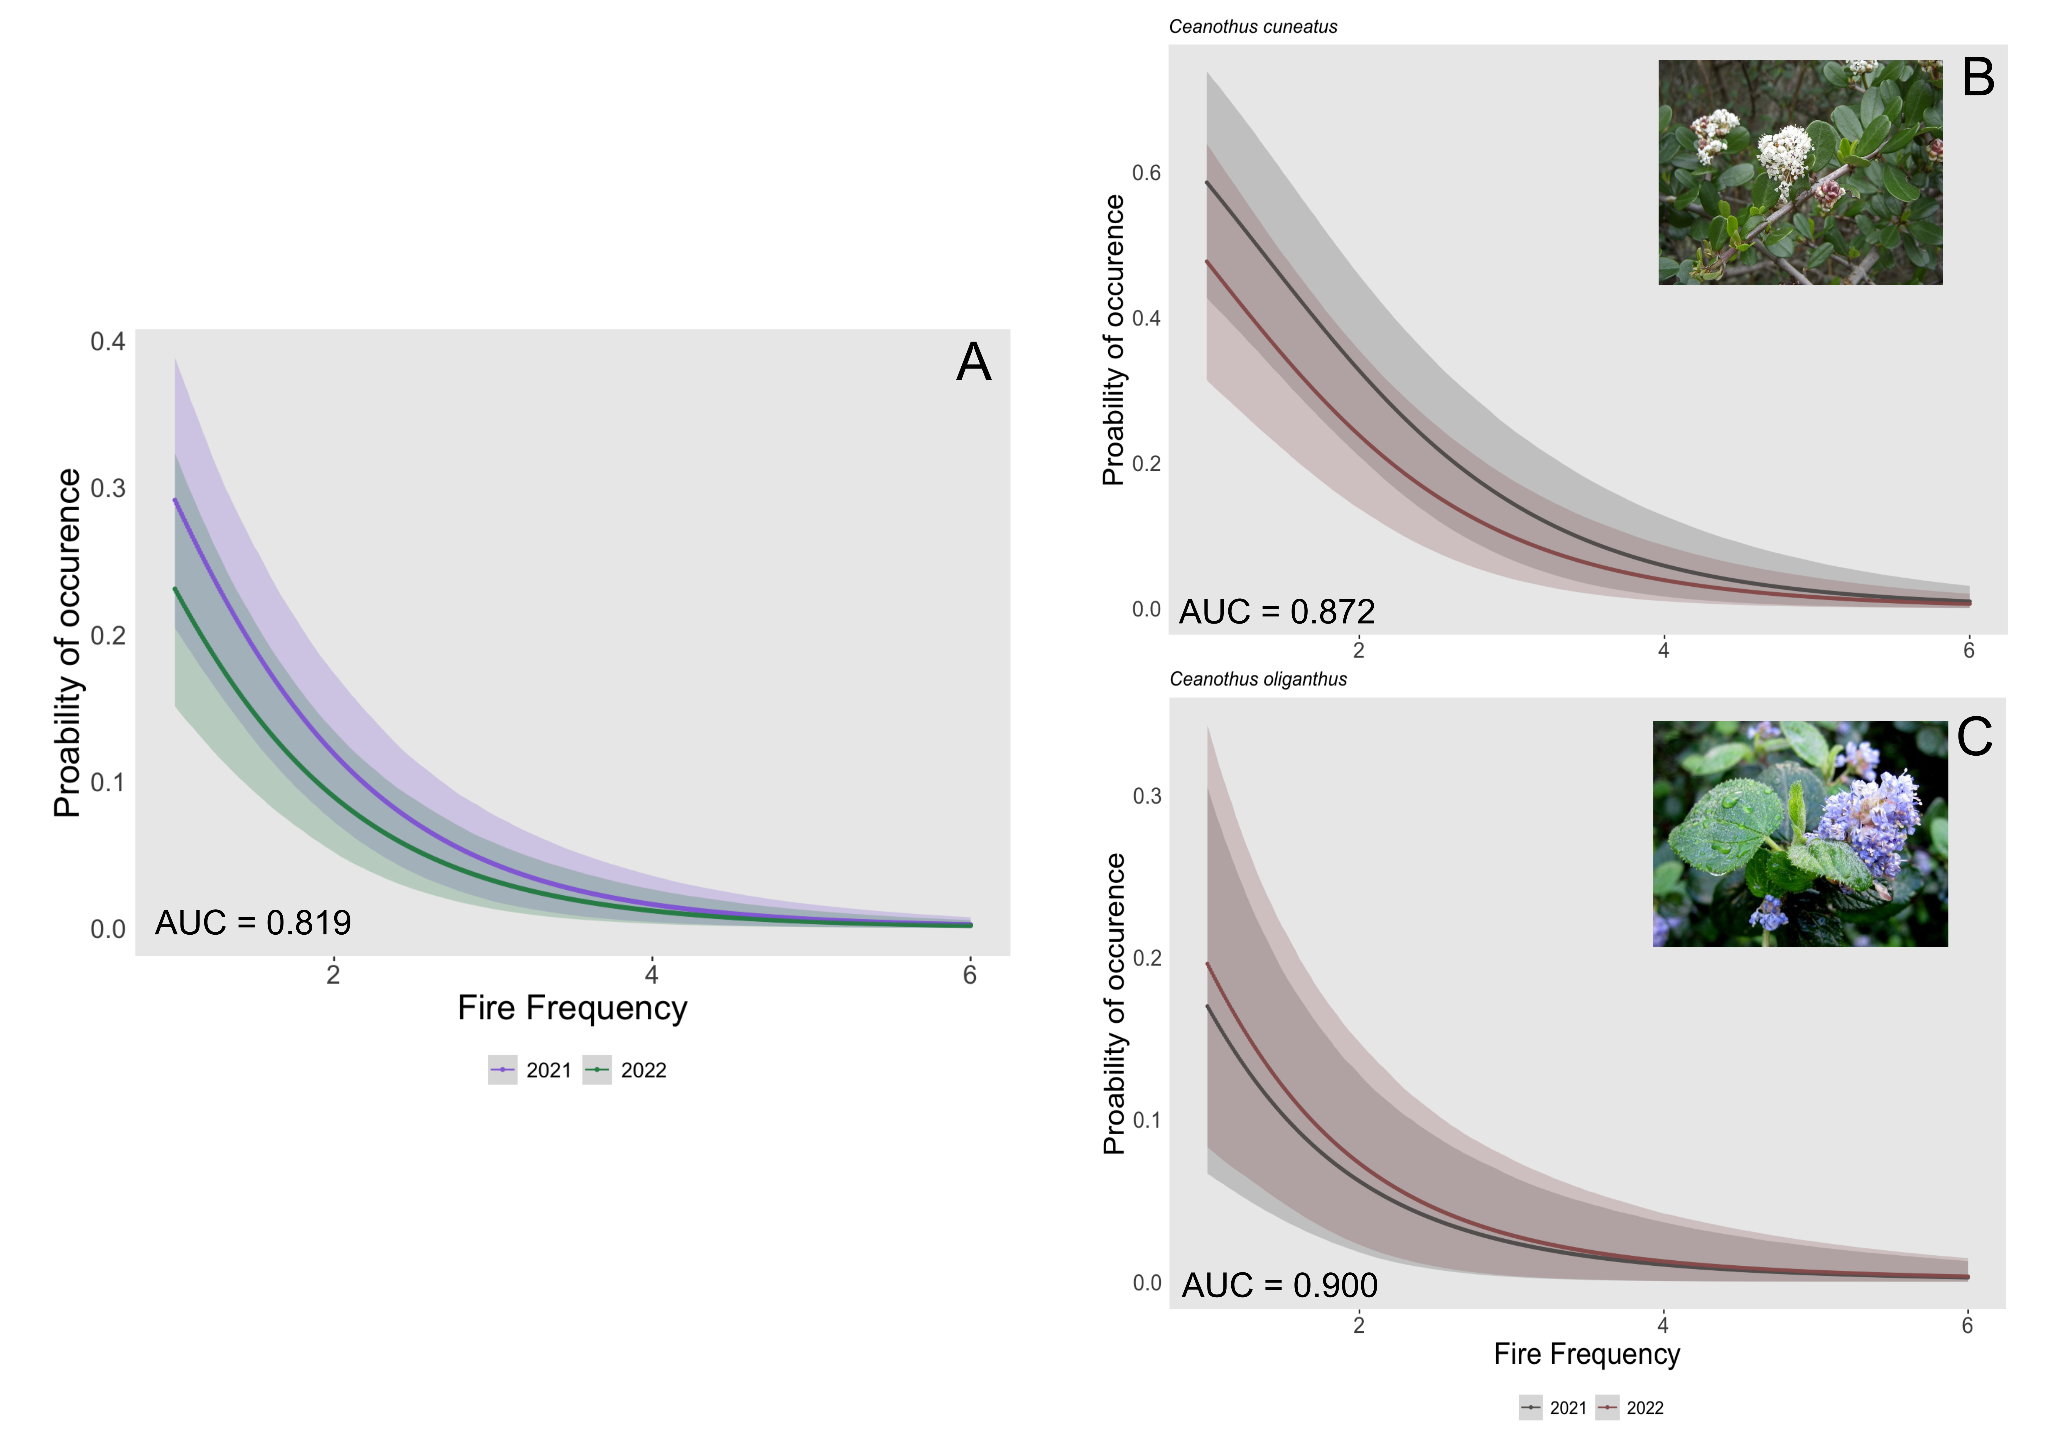 A
0.4
0.3
0.2
0.1
0.0
Proability of occurence
AUC = 0.819
2 4 6
Fire Frequency
2021 2022
Ceanothus cuneatus
B
0.6
0.4
0.2
0.0
Proability of occurence
AUC = 0.872
2 4 6
Ceanothus oliganthus
C
0.3
0.2
0.1
0.0
Proability of occurence
AUC = 0.900
2 4 6
Fire Frequency
2021 2022